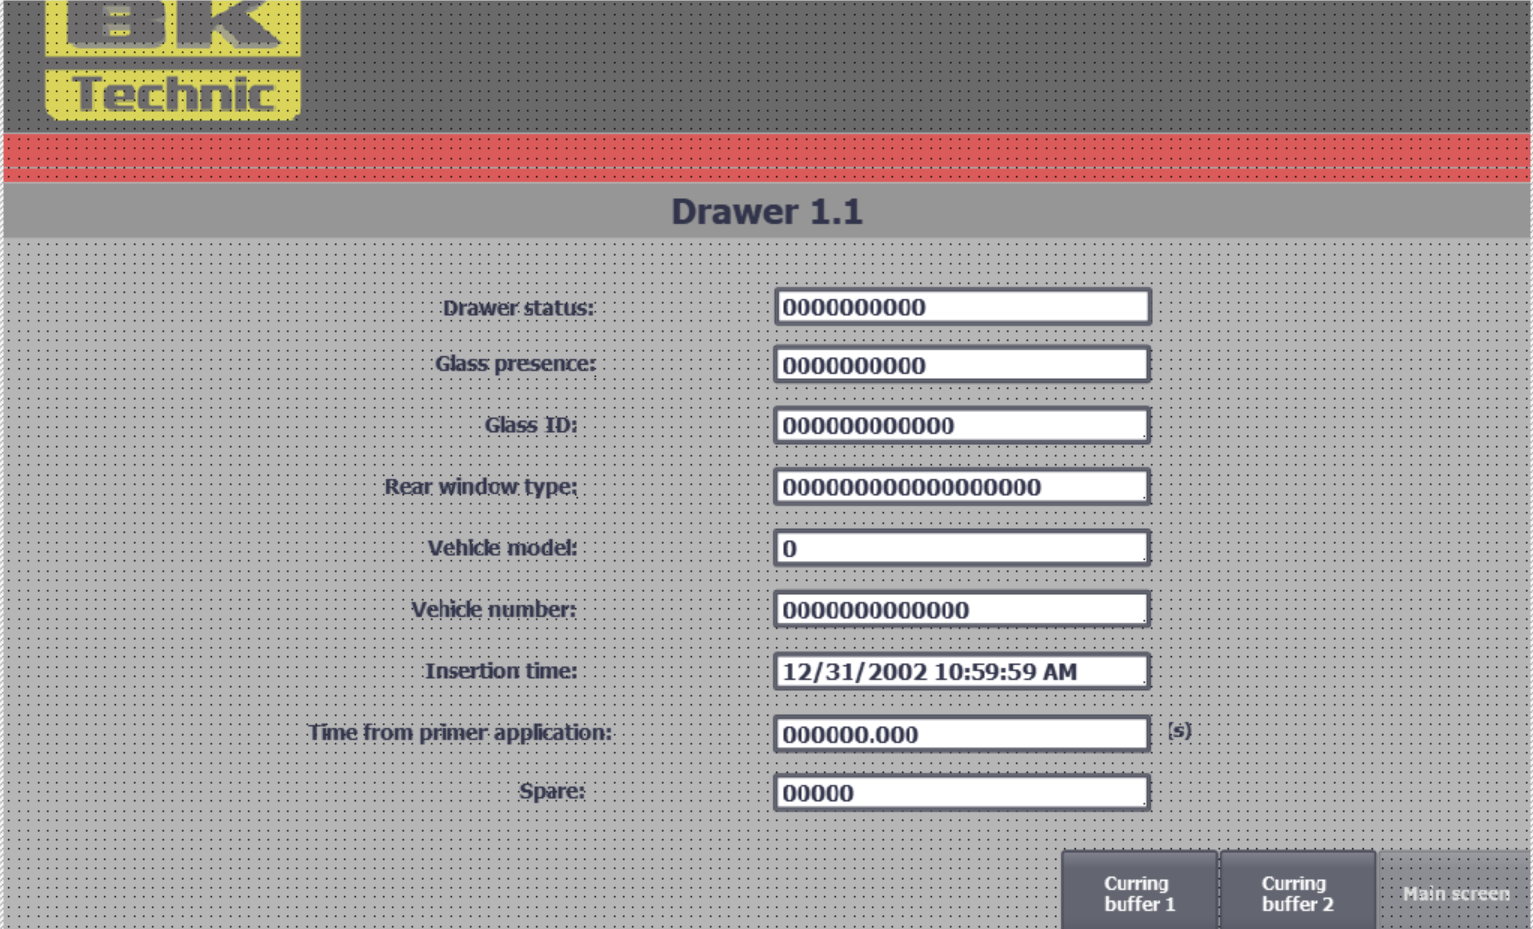 BK
Technic
Drawer 1.1
Drawer status: 0000000000
Glass presence: 0000000000
Glass ID: 000000000000
Rear window type: 000000000000000000
Vehicle model: 0
Vehicle number: 0000000000000
Insertion time: 12/31/2002 10:59:59 AM
Time from primer application: 000000.000 (s)
Spare: 00000
Curring
buffer 1
Curring
buffer 2
Main screen